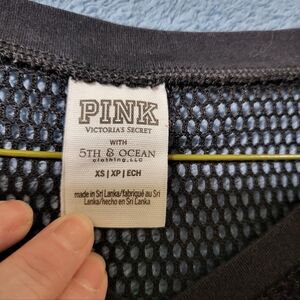 PINK
VICTORIA'S SECRET
WITH
5TH & OCEAN
clothing, LLC
XS | XP | ECH
made in Sri Lanka/fabriqué au Sri
Lanka/hecho en Sri Lanka